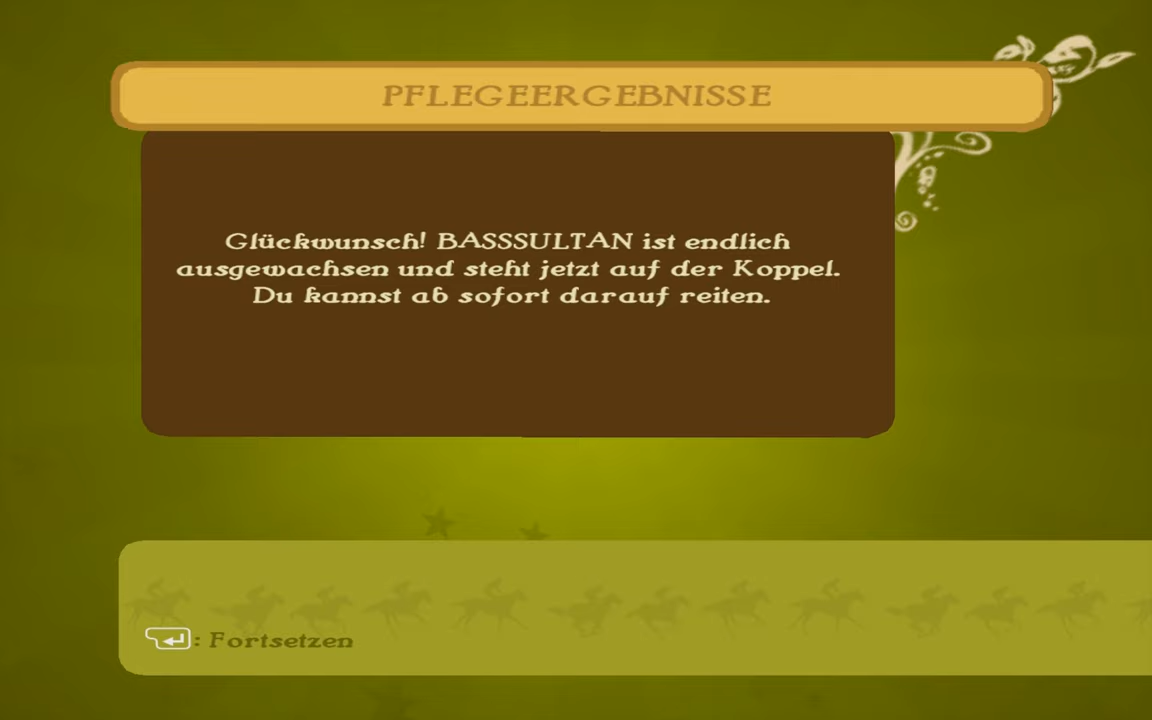 PFLEGEERGEBNISSE
Glückwunsch! BASSSULTAN ist endlich
ausgewachsen und steht jetzt auf der Koppel.
Du kannst ab sofort darauf reiten.
: Fortsetzen